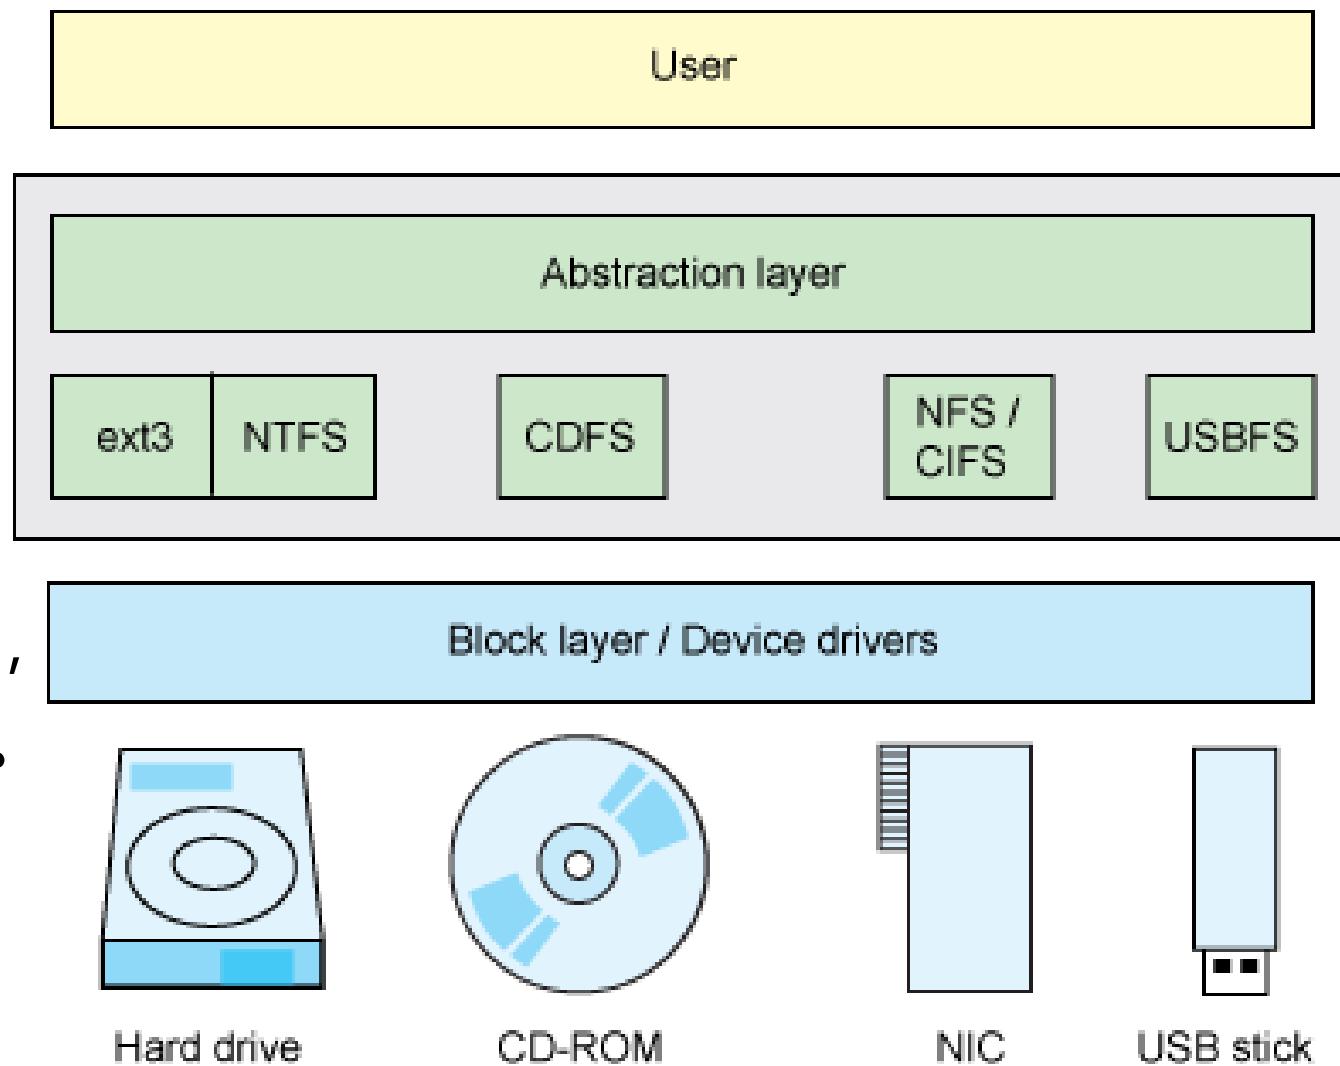 User
Abstraction layer
ext3
NTFS
CDFS
NFS /
CIFS
USBFS
Block layer / Device drivers
,
Hard drive
CD-ROM
NIC
USB stick